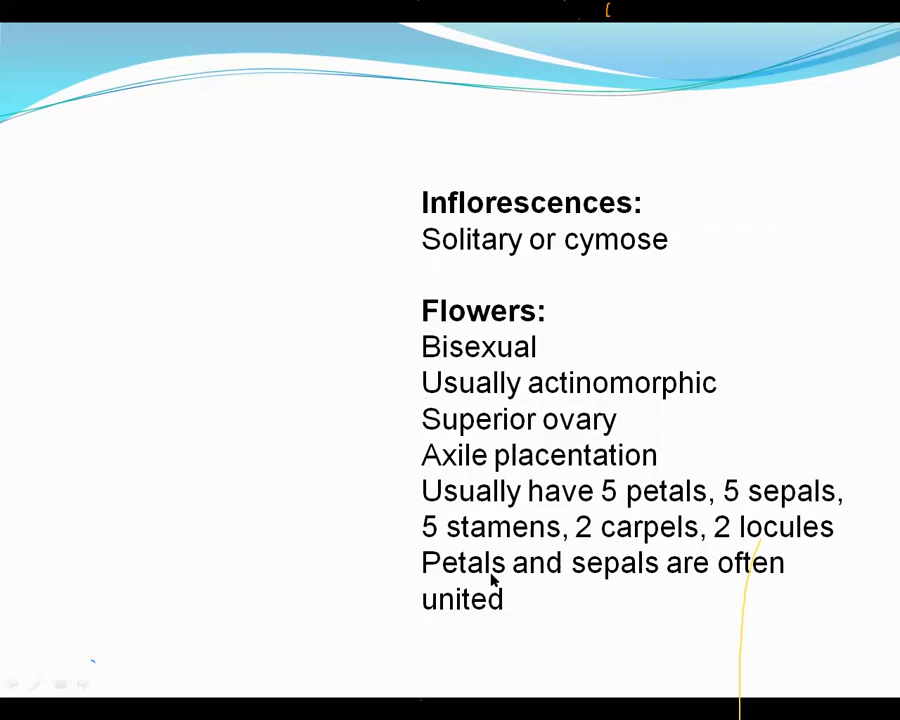 Inflorescences:
Solitary or cymose
Flowers:
Bisexual
Usually actinomorphic
Superior ovary
Axile placentation
Usually have 5 petals, 5 sepals,
5 stamens, 2 carpels, 2 locules
Petals and sepals are often
united